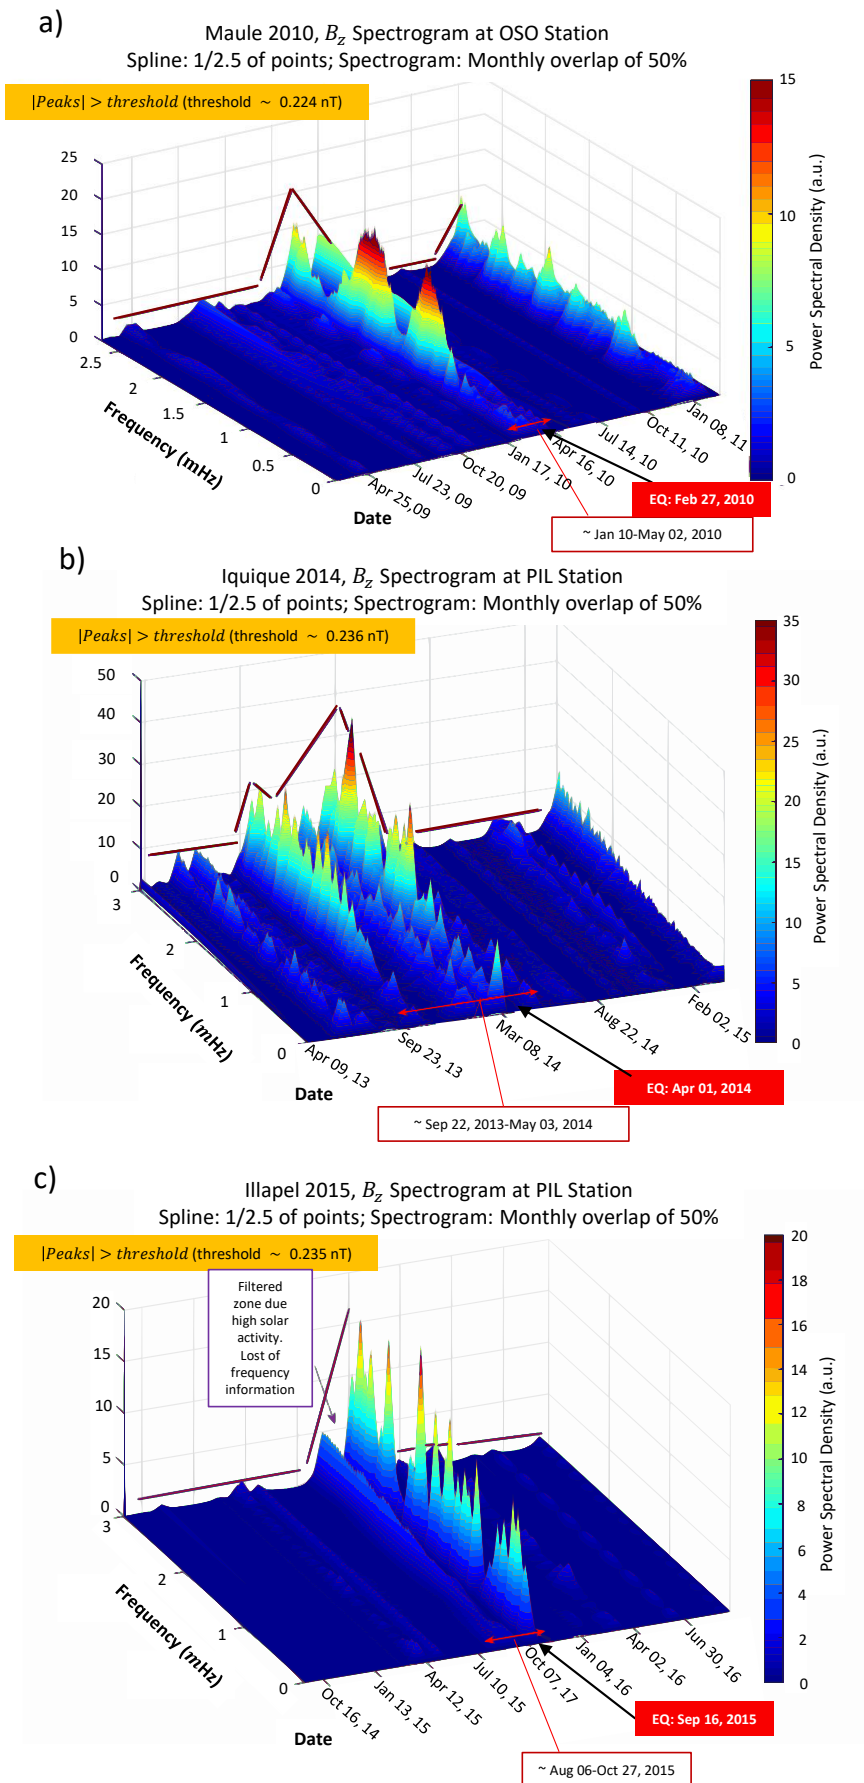 a)
Maule 2010, B_z Spectrogram at OSO Station
Spline: 1/2.5 of points; Spectrogram: Monthly overlap of 50%
|Peaks| > threshold (threshold ~ 0.224 nT)
25
20
15
10
5
0
2.5
2
1.5
1
0.5
0
Frequency (mHz)
Apr 25,09
Jul 23, 09
Oct 20, 09
Jan 17, 10
Apr 16, 10
Jul 14, 10
Oct 11, 10
Jan 08, 11
Date
15
10
5
0
Power Spectral Density (a.u.)
EQ: Feb 27, 2010
~ Jan 10-May 02, 2010
b)
Iquique 2014, B_z Spectrogram at PIL Station
Spline: 1/2.5 of points; Spectrogram: Monthly overlap of 50%
|Peaks| > threshold (threshold ~ 0.236 nT)
50
40
30
20
10
0
3
2
1
0
Frequency (mHz)
Apr 09, 13
Sep 23, 13
Mar 08, 14
Aug 22, 14
Feb 02, 15
Date
35
30
25
20
15
10
5
0
Power Spectral Density (a.u.)
EQ: Apr 01, 2014
~ Sep 22, 2013-May 03, 2014
c)
Illapel 2015, B_z Spectrogram at PIL Station
Spline: 1/2.5 of points; Spectrogram: Monthly overlap of 50%
|Peaks| > threshold (threshold ~ 0.235 nT)
Filtered
zone due
high solar
activity.
Lost of
frequency
information
20
15
10
5
0
3
2
1
0
Frequency (mHz)
Oct 16, 14
Jan 13, 15
Apr 12, 15
Jul 10, 15
Oct 07, 17
Jan 04, 16
Apr 02, 16
Jun 30, 16
Date
20
18
16
14
12
10
8
6
4
2
0
Power Spectral Density (a.u.)
EQ: Sep 16, 2015
~ Aug 06-Oct 27, 2015